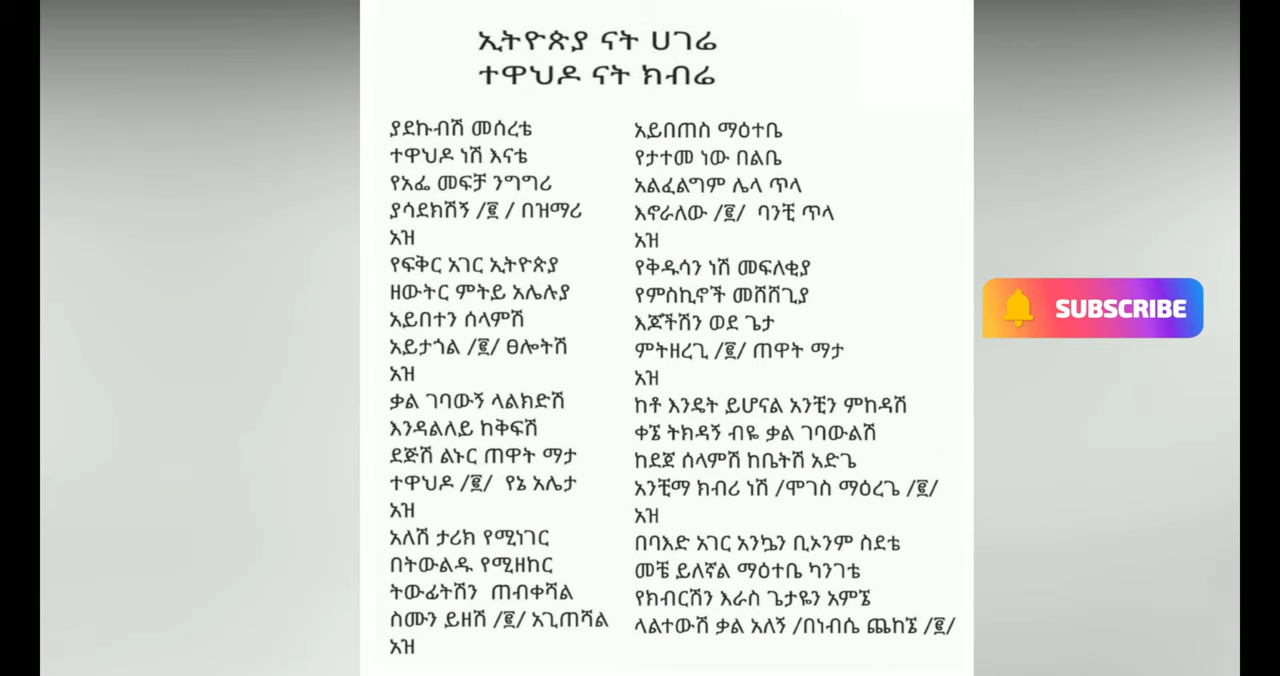 ኢትዮጵያ ናት ሀገሬ
ተዋህዶ ናት ክብሬ
ያደኩብሽ መሰረቴ
ተዋህዶ ነሽ እናቴ
የአፌ መፍቻ ንግግሪ
ያሳደክሽኝ /፪ / በዝማሪ
አዝ
የፍቅር አገር ኢትዮጵያ
ዘውትር ምትይ አሌሉያ
አይበተን ሰላምሽ
አይታጎል /፪/ ፀሎትሽ
አዝ
ቃል ገባውኝ ላልክድሽ
እንዳልለይ ከቅፍሽ
ደጅሽ ልኑር ጠዋት ማታ
ተዋህዶ /፪/ የኔ አሌታ
አዝ
አለሽ ታሪክ የሚነገር
በትውልዱ የሚዘከር
ትውፊትሽን ጠብቀሻል
ስሙን ይዘሽ /፪/ አጊጠሻል
አዝ
አይበጠስ ማዕተቤ
የታተመ ነው በልቤ
አልፈልግም ሌላ ጥላ
እኖራለው /፪/ ባንቺ ጥላ
አዝ
የቅዱሳን ነሽ መፍለቂያ
የምስኪኖች መሸሸጊያ
እጆችሽን ወደ ጌታ
ምትዘረጊ /፪/ ጠዋት ማታ
አዝ
ከቶ እንዴት ይሆናል አንቺን ምከዳሽ
ቀኜ ትክዳኝ ብዬ ቃል ገባውልሽ
ከደጀ ሰላምሽ ከቤትሽ አድጌ
አንቺማ ክብሪ ነሽ /ሞገስ ማዕረጌ /፪/
አዝ
በባእድ አገር አንኳን ቢኦንም ስደቴ
መቼ ይለኛል ማዕተቤ ካንገቴ
የክብርሽን እራስ ጌታዬን አምኜ
ላልተውሽ ቃል አለኝ /በነብሴ ጨከኜ /፪/
SUBSCRIBE